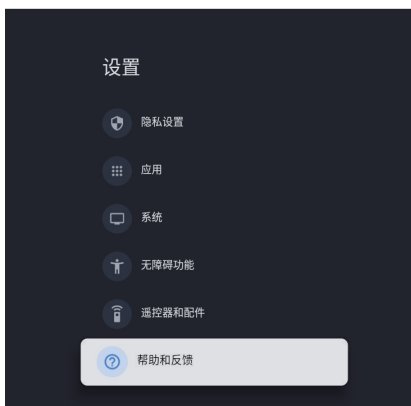 设置
隐私设置
应用
系统
无障碍功能
遥控器和配件
帮助和反馈